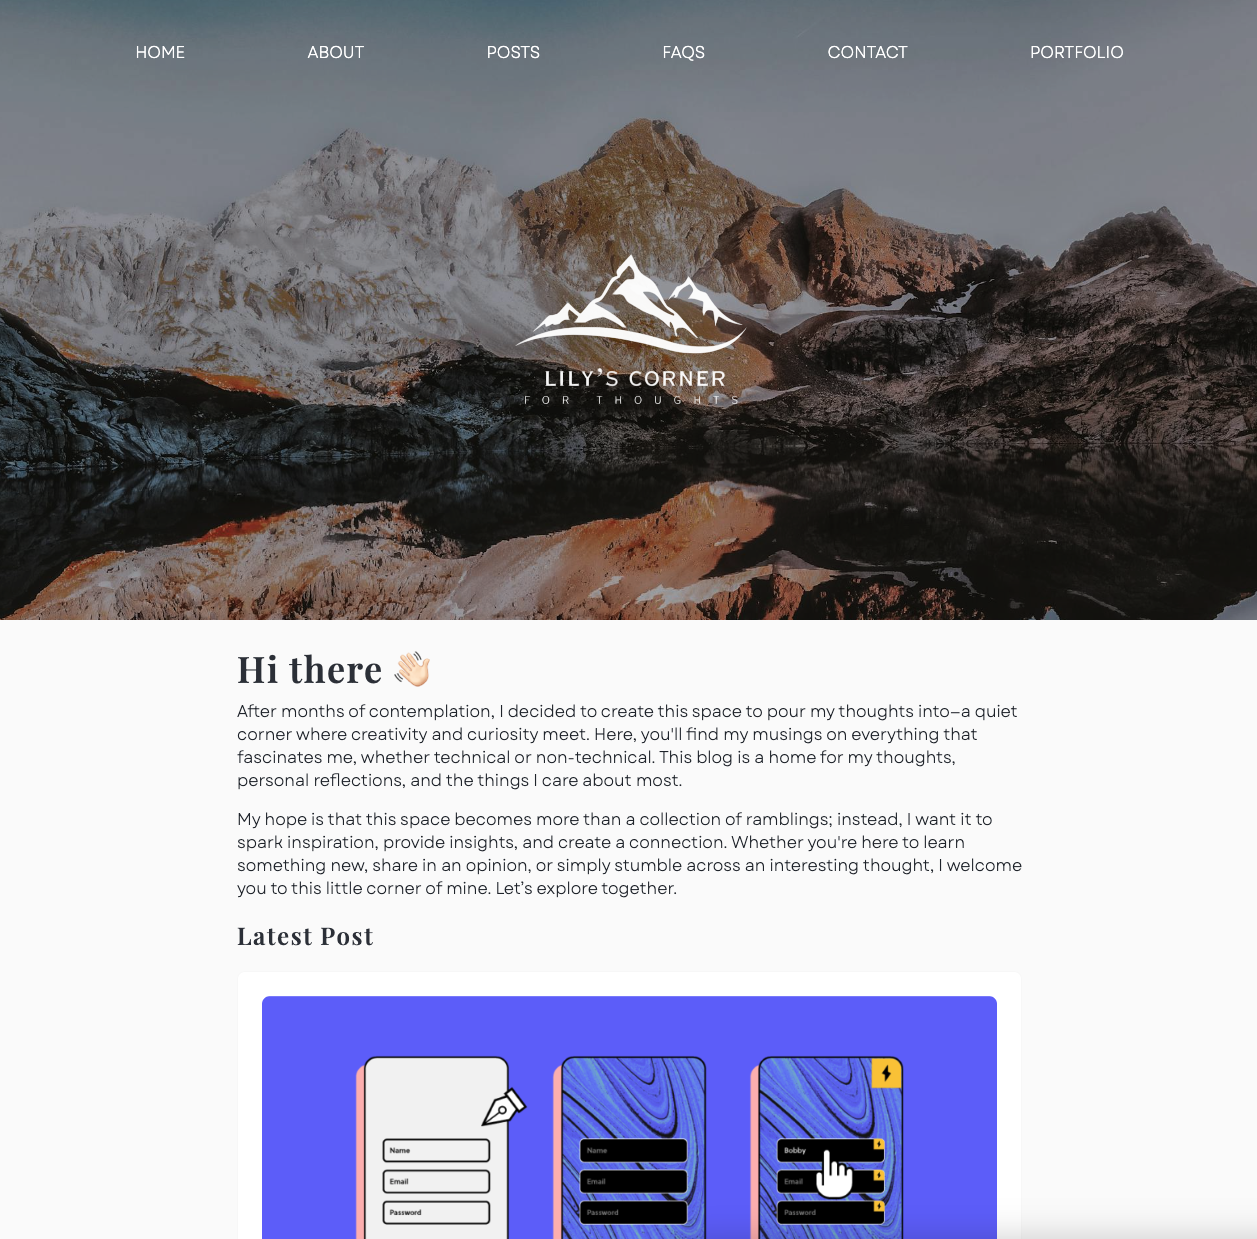 HOME ABOUT POSTS FAQS CONTACT PORTFOLIO
LILY’S CORNER
FOR THOUGHTS
Hi there 👋🏻
After months of contemplation, I decided to create this space to pour my thoughts into—a quiet
corner where creativity and curiosity meet. Here, you'll find my musings on everything that
fascinates me, whether technical or non-technical. This blog is a home for my thoughts,
personal reflections, and the things I care about most.
My hope is that this space becomes more than a collection of ramblings; instead, I want it to
spark inspiration, provide insights, and create a connection. Whether you're here to learn
something new, share in an opinion, or simply stumble across an interesting thought, I welcome
you to this little corner of mine. Let’s explore together.
Latest Post
Name Name Bobby
Email Email Email
Password Password Password